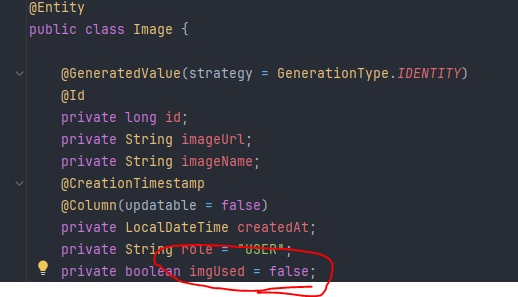 @Entity
public class Image {
@GeneratedValue(strategy = GenerationType.IDENTITY)
@Id
private long id;
private String imageUrl;
private String imageName;
@CreationTimestamp
@Column(updatable = false)
private LocalDateTime createdAt;
private String role = "USER";
private boolean imgUsed = false;